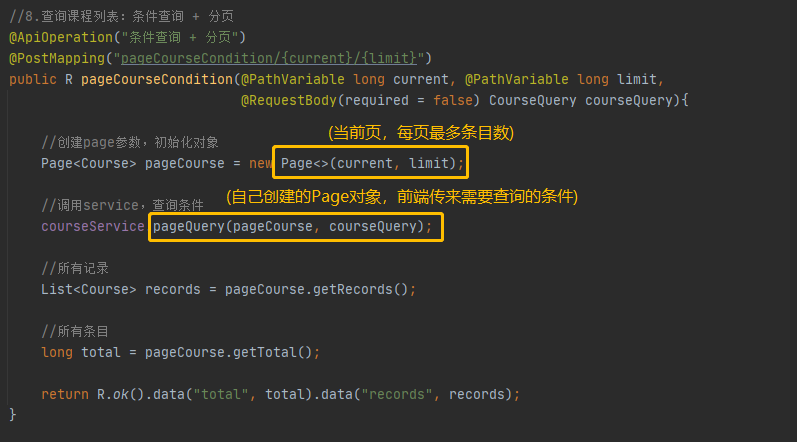 //8.查询课程列表：条件查询 + 分页
@ApiOperation("条件查询 + 分页")
@PostMapping("pageCourseCondition/{current}/{limit}")
public R pageCourseCondition(@PathVariable long current, @PathVariable long limit,
@RequestBody(required = false) CourseQuery courseQuery){
(当前页，每页最多条目数)
//创建page参数，初始化对象
Page<Course> pageCourse = new Page<>(current, limit);
(自己创建的Page对象，前端传来需要查询的条件)
//调用service，查询条件
courseService pageQuery(pageCourse, courseQuery);
//所有记录
List<Course> records = pageCourse.getRecords();
//所有条目
long total = pageCourse.getTotal();
return R.ok().data("total", total).data("records", records);
}